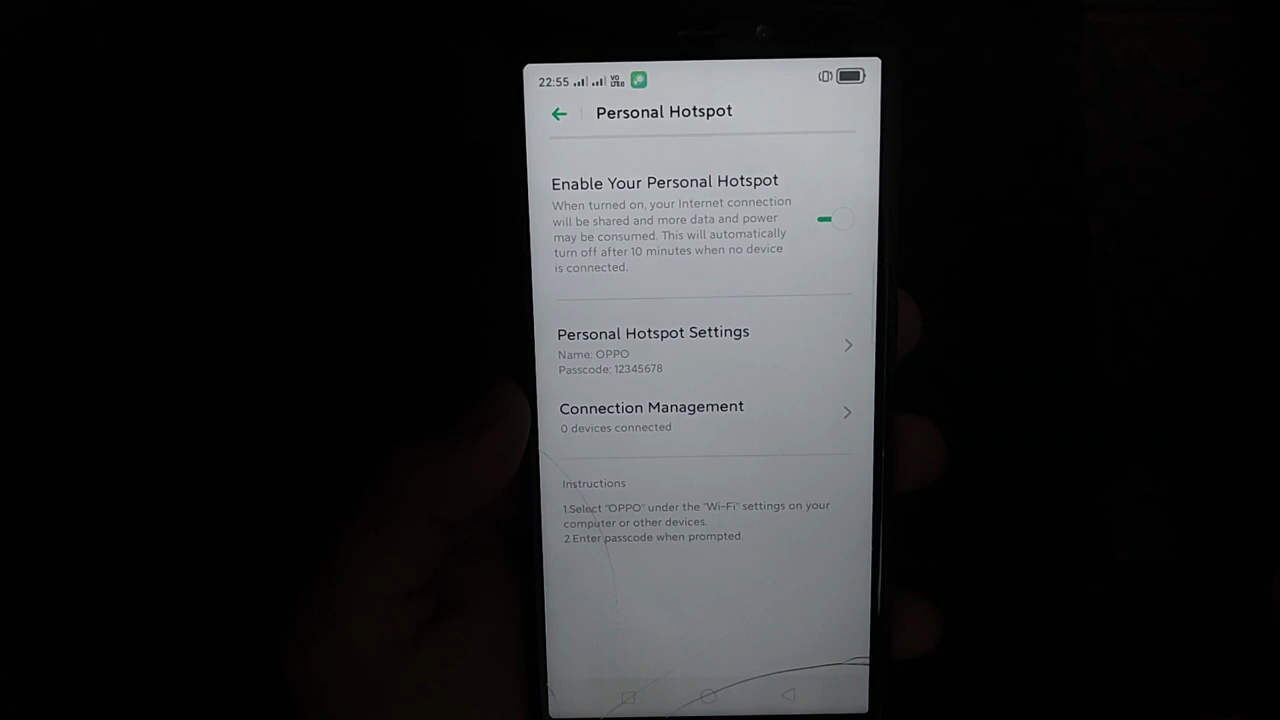 22:55 VO LTE
Personal Hotspot
Enable Your Personal Hotspot
When turned on, your Internet connection
will be shared and more data and power
may be consumed. This will automatically
turn off after 10 minutes when no device
is connected.
Personal Hotspot Settings
Name: OPPO
Passcode: 12345678
Connection Management
0 devices connected
Instructions
1.Select "OPPO" under the "Wi-Fi" settings on your
computer or other devices.
2.Enter passcode when prompted.